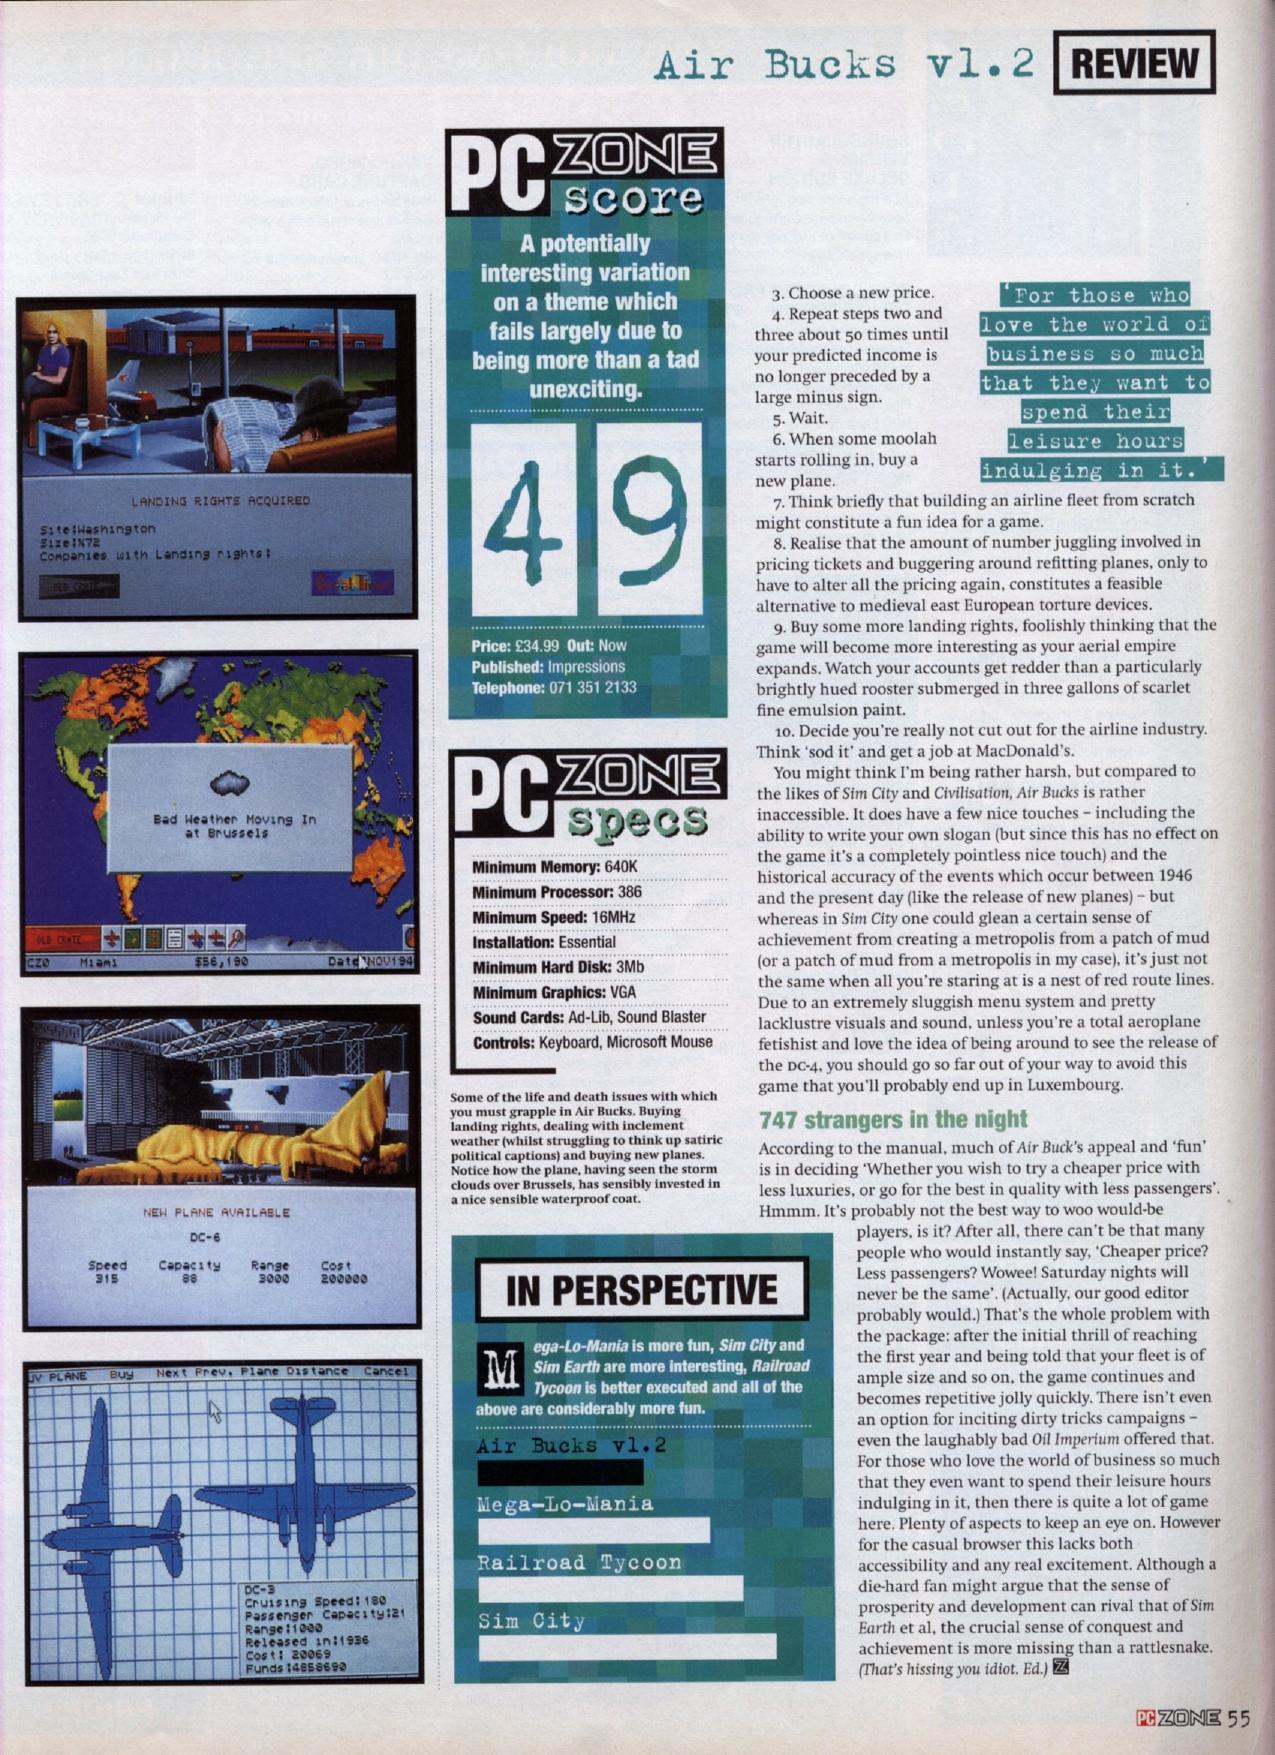 Air Bucks v1.2 REVIEW
PC ZONE
score
A potentially
interesting variation
on a theme which
fails largely due to
being more than a tad
unexciting.
49
Price: £34.99 Out: Now
Published: Impressions
Telephone: 071 351 2133
PC ZONE
specs
Minimum Memory: 640K
Minimum Processor: 386
Minimum Speed: 16MHz
Installation: Essential
Minimum Hard Disk: 3Mb
Minimum Graphics: VGA
Sound Cards: Ad-Lib, Sound Blaster
Controls: Keyboard, Microsoft Mouse
Some of the life and death issues with which
you must grapple in Air Bucks. Buying
landing rights, dealing with inclement
weather (whilst struggling to think up satiric
political captions) and buying new planes.
Notice how the plane, having seen the storm
clouds over Brussels, has sensibly invested in
a nice sensible waterproof coat.
LANDING RIGHTS ACQUIRED
Site:Washington
Size:%72
Companies with Landing rights:
OLD CRATE
Bad Weather Moving In
at Brussels
OLD CRATE
CZ0 Miami $56,190 Date NOV194
NEW PLANE AVAILABLE
DC-6
Speed Capacity Range Cost
315 88 3000 200000
UV PLANE Buy Next Prev. Plane Distance Cancel
DC-3
Cruising Speed:180
Passenger Capacity:21
Range:1000
Released in:1936
Cost: 20069
Funds:4858690
IN PERSPECTIVE
Mega-Lo-Mania is more fun, Sim City and
Sim Earth are more interesting, Railroad
Tycoon is better executed and all of the
above are considerably more fun.
Air Bucks v1.2
Mega-Lo-Mania
Railroad Tycoon
Sim City
3. Choose a new price.
4. Repeat steps two and
three about 50 times until
your predicted income is
no longer preceded by a
large minus sign.
5. Wait.
6. When some moolah
starts rolling in, buy a
new plane.
7. Think briefly that building an airline fleet from scratch
might constitute a fun idea for a game.
8. Realise that the amount of number juggling involved in
pricing tickets and buggering around refitting planes, only to
have to alter all the pricing again, constitutes a feasible
alternative to medieval east European torture devices.
9. Buy some more landing rights, foolishly thinking that the
game will become more interesting as your aerial empire
expands. Watch your accounts get redder than a particularly
brightly hued rooster submerged in three gallons of scarlet
fine emulsion paint.
10. Decide you're really not cut out for the airline industry.
Think 'sod it' and get a job at MacDonald's.
You might think I'm being rather harsh, but compared to
the likes of Sim City and Civilisation, Air Bucks is rather
inaccessible. It does have a few nice touches – including the
ability to write your own slogan (but since this has no effect on
the game it's a completely pointless nice touch) and the
historical accuracy of the events which occur between 1946
and the present day (like the release of new planes) – but
whereas in Sim City one could glean a certain sense of
achievement from creating a metropolis from a patch of mud
(or a patch of mud from a metropolis in my case), it's just not
the same when all you're staring at is a nest of red route lines.
Due to an extremely sluggish menu system and pretty
lacklustre visuals and sound, unless you're a total aeroplane
fetishist and love the idea of being around to see the release of
the DC-4, you should go so far out of your way to avoid this
game that you'll probably end up in Luxembourg.
'For those who
love the world of
business so much
that they want to
spend their
leisure hours
indulging in it.'
747 strangers in the night
According to the manual, much of Air Buck's appeal and 'fun'
is in deciding 'Whether you wish to try a cheaper price with
less luxuries, or go for the best in quality with less passengers'.
Hmmm. It's probably not the best way to woo would-be
players, is it? After all, there can't be that many
people who would instantly say, 'Cheaper price?
Less passengers? Wowee! Saturday nights will
never be the same'. (Actually, our good editor
probably would.) That's the whole problem with
the package: after the initial thrill of reaching
the first year and being told that your fleet is of
ample size and so on, the game continues and
becomes repetitive jolly quickly. There isn't even
an option for inciting dirty tricks campaigns –
even the laughably bad Oil Imperium offered that.
For those who love the world of business so much
that they even want to spend their leisure hours
indulging in it, then there is quite a lot of game
here. Plenty of aspects to keep an eye on. However
for the casual browser this lacks both
accessibility and any real excitement. Although a
die-hard fan might argue that the sense of
prosperity and development can rival that of Sim
Earth et al, the crucial sense of conquest and
achievement is more missing than a rattlesnake.
(That's hissing you idiot. Ed.) Z
PC ZONE 55